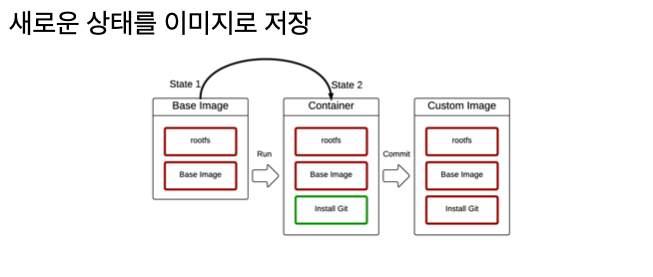 새로운 상태를 이미지로 저장
State 1
State 2
Base Image
Container
Custom Image
rootfs
rootfs
rootfs
Run
Commit
Base Image
Base Image
Base Image
Install Git
Install Git